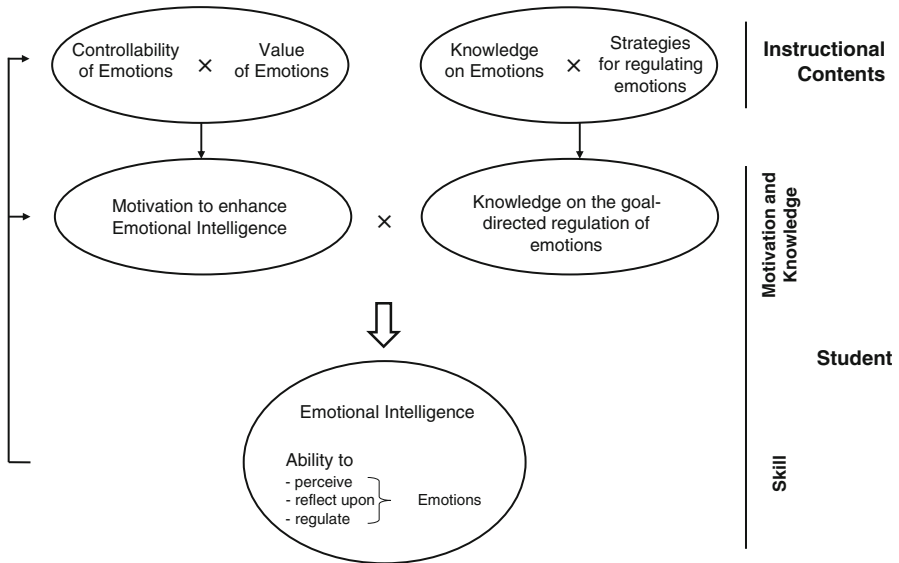 Controllability
of Emotions
×
Value
of Emotions
Knowledge
on Emotions
×
Strategies
for regulating
emotions
Instructional
Contents
Motivation to enhance
Emotional Intelligence
×
Knowledge on the goal-
directed regulation of
emotions
Motivation and
Knowledge
Student
Emotional Intelligence
Ability to
- perceive
- reflect upon
- regulate
Emotions
Skill